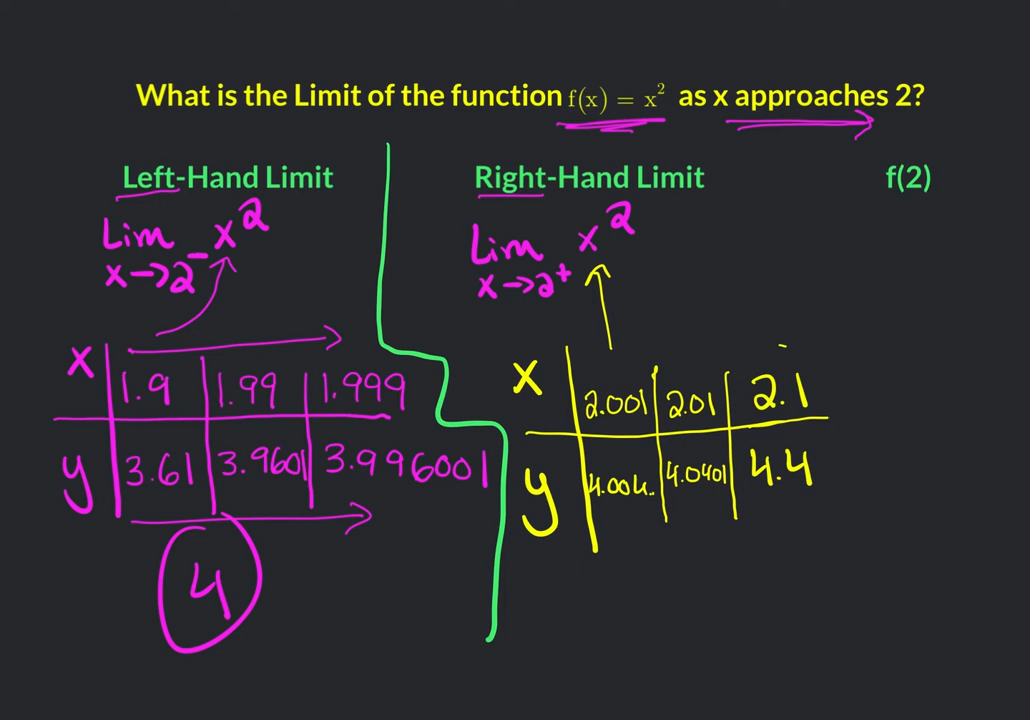 What is the Limit of the function f(x) = x² as x approaches 2?
Left-Hand Limit
Lim x²
x→2⁻
x 1.9 1.99 1.999
y 3.61 3.9601 3.996001
4
Right-Hand Limit
Lim x²
x→2⁺
x 2.001 2.01 2.1
y 4.004.. 4.0401 4.4
f(2)